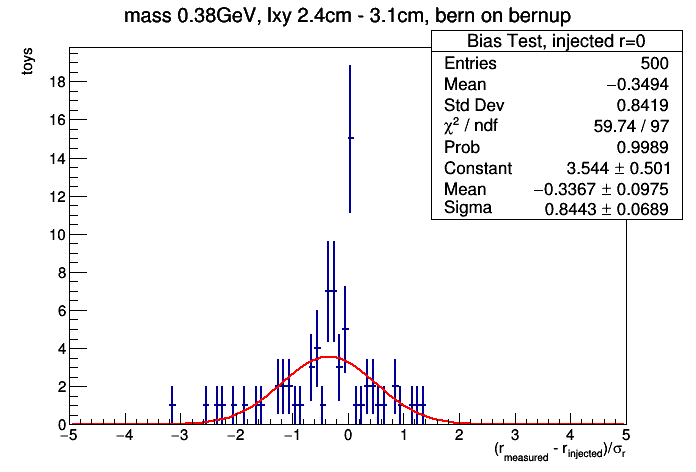 mass 0.38GeV, lxy 2.4cm - 3.1cm, bern on bernup
toys
Bias Test, injected r=0
Entries 500
Mean −0.3494
Std Dev 0.8419
χ² / ndf 59.74 / 97
Prob 0.9989
Constant 3.544 ± 0.501
Mean −0.3367 ± 0.0975
Sigma 0.8443 ± 0.0689
18
16
14
12
10
8
6
4
2
0
−5 −4 −3 −2 −1 0 1 2 3 4 5
(r_measured - r_injected)/σ_r